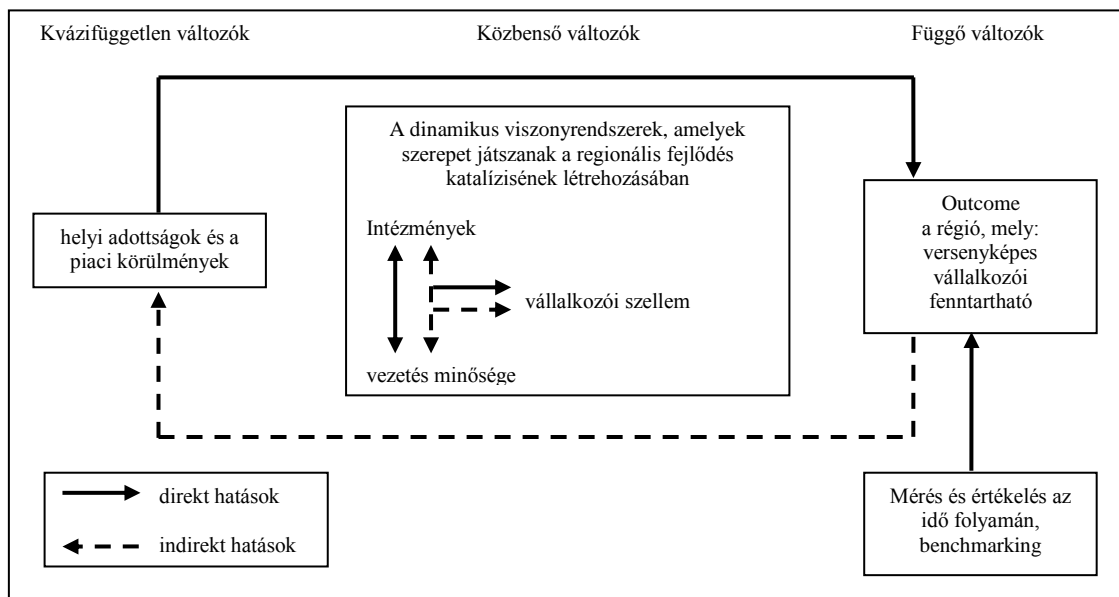 Kvázifüggetlen változók
Közbenső változók
Függő változók
A dinamikus viszonyrendszerek, amelyek
szerepet játszanak a regionális fejlődés
katalízisének létrehozásában
helyi adottságok és a
piaci körülmények
Intézmények
vállalkozói szellem
vezetés minősége
Outcome
a régió, mely:
versenyképes
vállalkozói
fenntartható
direkt hatások
indirekt hatások
Mérés és értékelés az
idő folyamán,
benchmarking